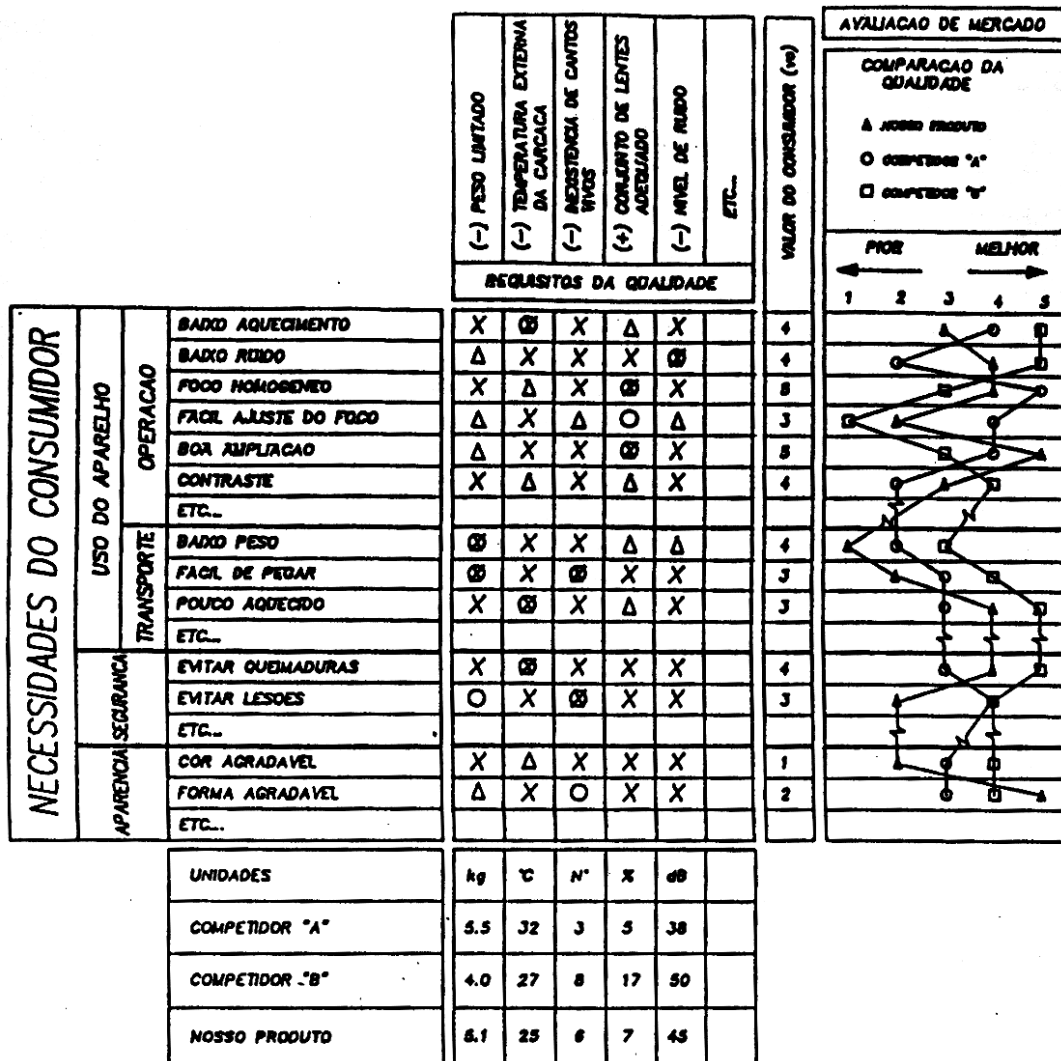 AVALIACAO DE MERCADO
COMPARACAO DA
QUALIDADE
NOSSO PRODUTO
COMPETIDOR "A"
COMPETIDOR "B"
PIOR MELHOR
1 2 3 4 5
(-) PESO LIMITADO
(-) TEMPERATURA EXTERNA
DA CARCACA
(-) INEXISTENCIA DE CANTOS
VIVOS
(+) CONJUNTO DE LENTES
ADEQUADO
(-) NIVEL DE RUIDO
ETC...
VALOR DO CONSUMIDOR (vo)
REQUISITOS DA QUALIDADE
NECESSIDADES DO CONSUMIDOR
USO DO APARELHO
OPERACAO
BAIXO AQUECIMENTO X X Δ X 4
BAIXO RUIDO Δ X X X 4
FOCO HOMOGENEO X Δ X X
FACIL AJUSTE DO FOCO Δ X Δ O Δ 3
BOA AMPLIACAO Δ X X X 5
CONTRASTE X Δ X Δ X 4
ETC...
TRANSPORTE
BAIXO PESO X X Δ Δ 4
FACIL DE PEGAR X X X 3
POUCO AQUECIDO X X Δ X 3
ETC...
SEGURANCA
EVITAR QUEIMADURAS X X X X 4
EVITAR LESOES O X X X 3
ETC...
APARENCIA
COR AGRADAVEL X Δ X X X 1
FORMA AGRADAVEL Δ X O X X 2
ETC...
UNIDADES kg °C N° % dB
COMPETIDOR "A" 5.5 32 3 5 38
COMPETIDOR "B" 4.0 27 8 17 50
NOSSO PRODUTO 6.1 25 6 7 45